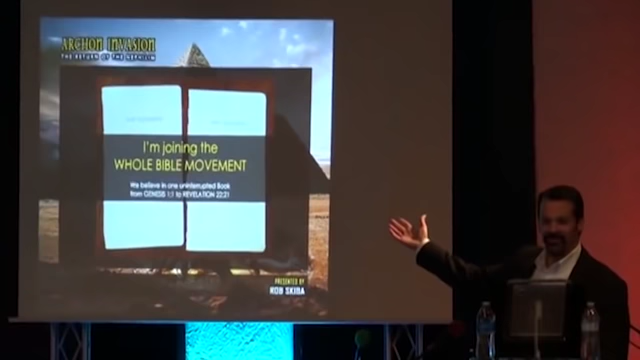 ARCHON INVASION
THE RETURN OF THE NEPHILIM
I'm joining the
WHOLE BIBLE MOVEMENT
We believe in one uninterrupted Book
from GENESIS 1:1 to REVELATION 22:21
PRESENTED BY
ROB SKIBA